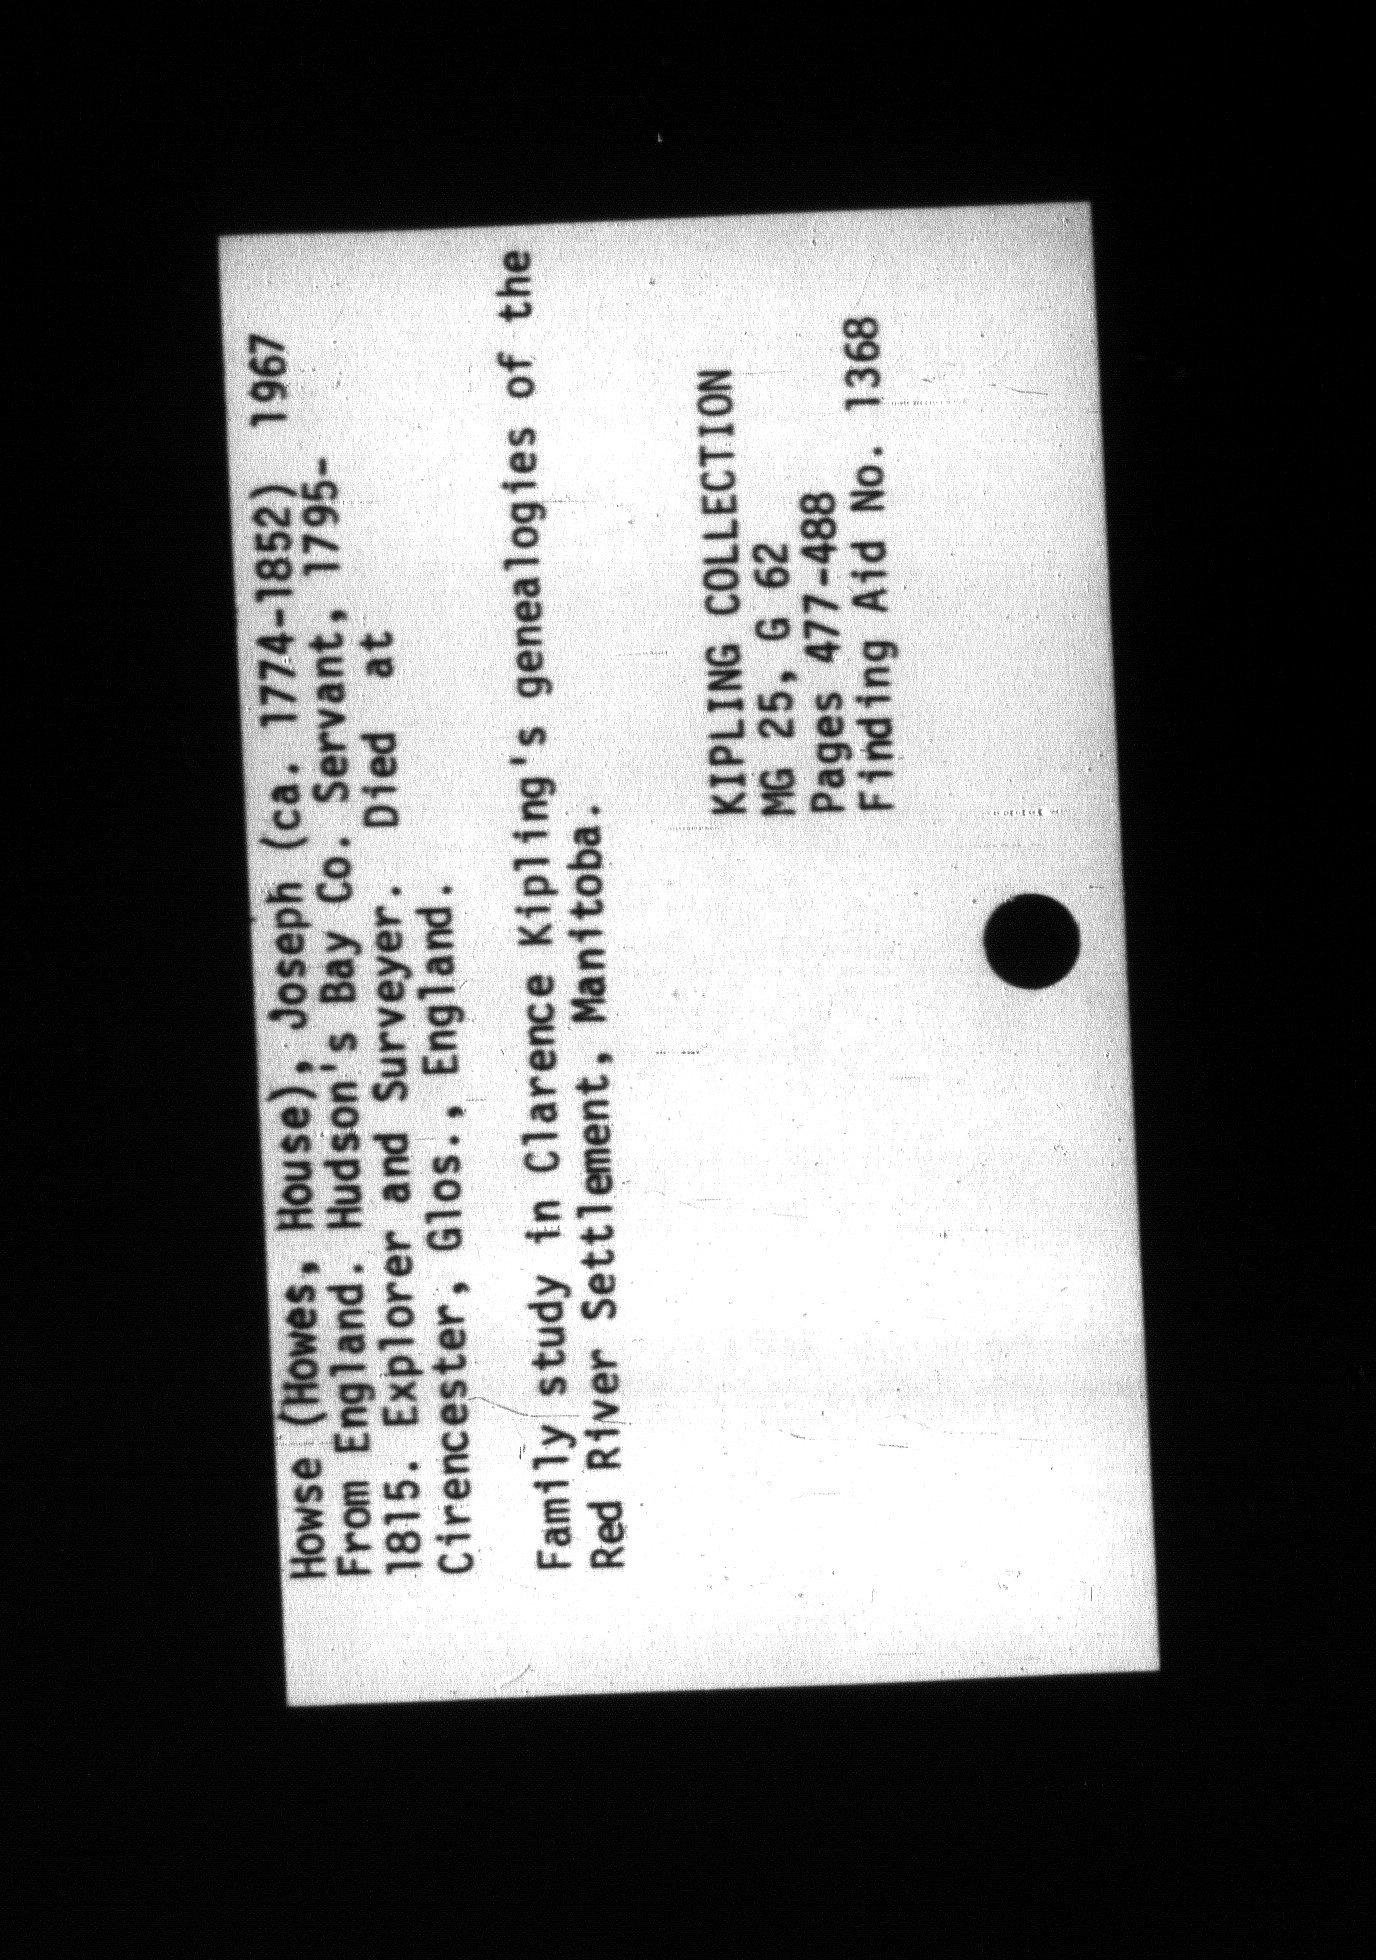 Howse (Howes, House), Joseph (ca. 1774-1852) 1967
From England. Hudson's Bay Co. Servant, 1795-
1815. Explorer and Surveyer. Died at
Cirencester, Glos., England.
Family study in Clarence Kipling's genealogies of the
Red River Settlement, Manitoba.
KIPLING COLLECTION
MG 25, G 62
Pages 477-488
Finding Aid No. 1368